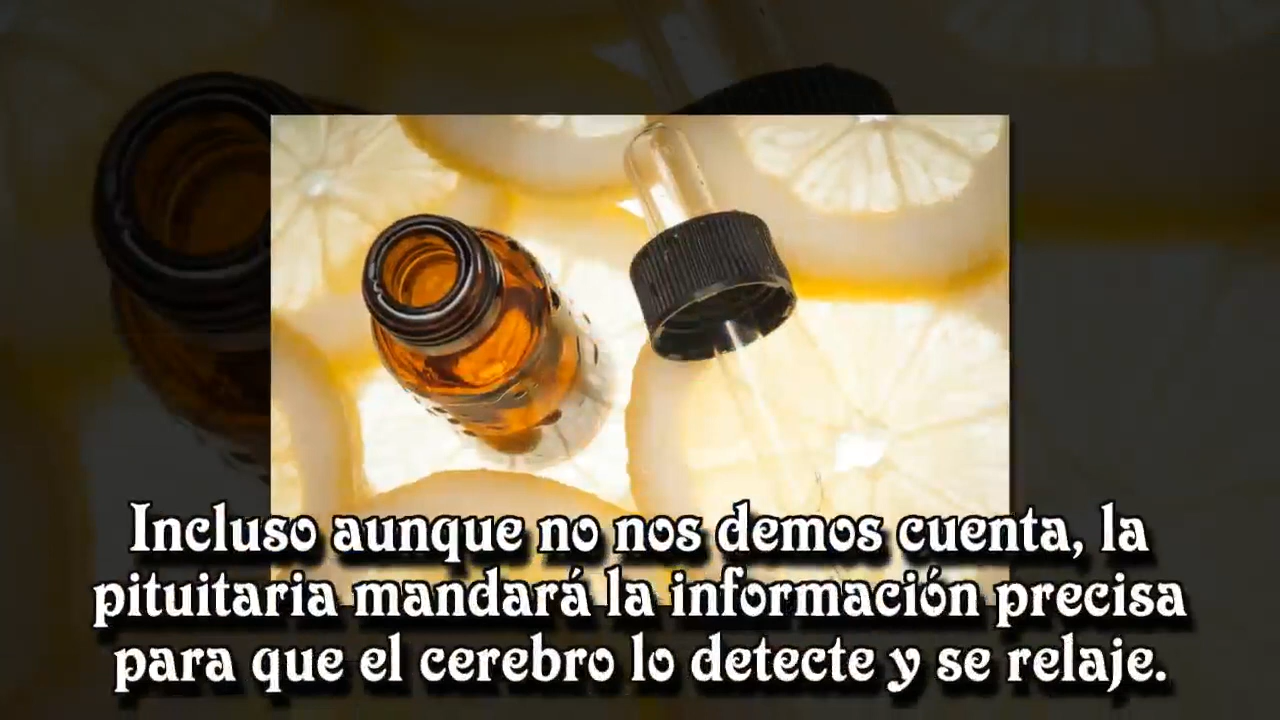 Incluso aunque no nos demos cuenta, la
pituitaria mandará la información precisa
para que el cerebro lo detecte y se relaje.